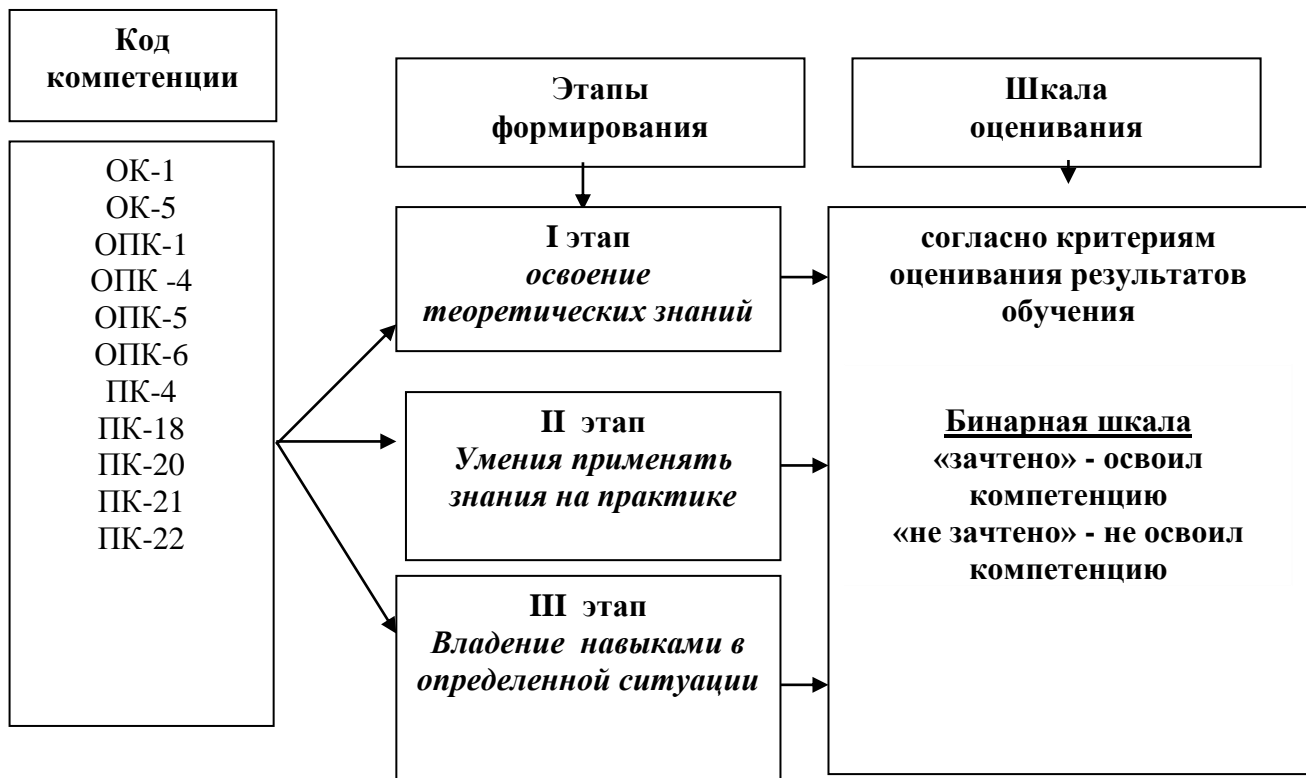 Код
компетенции
Этапы
формирования
Шкала
оценивания
ОК-1
ОК-5
ОПК-1
ОПК -4
ОПК-5
ОПК-6
ПК-4
ПК-18
ПК-20
ПК-21
ПК-22
I этап
освоение
теоретических знаний
II этап
Умения применять
знания на практике
III этап
Владение навыками в
определенной ситуации
согласно критериям
оценивания результатов
обучения
Бинарная шкала
«зачтено» - освоил
компетенцию
«не зачтено» - не освоил
компетенцию